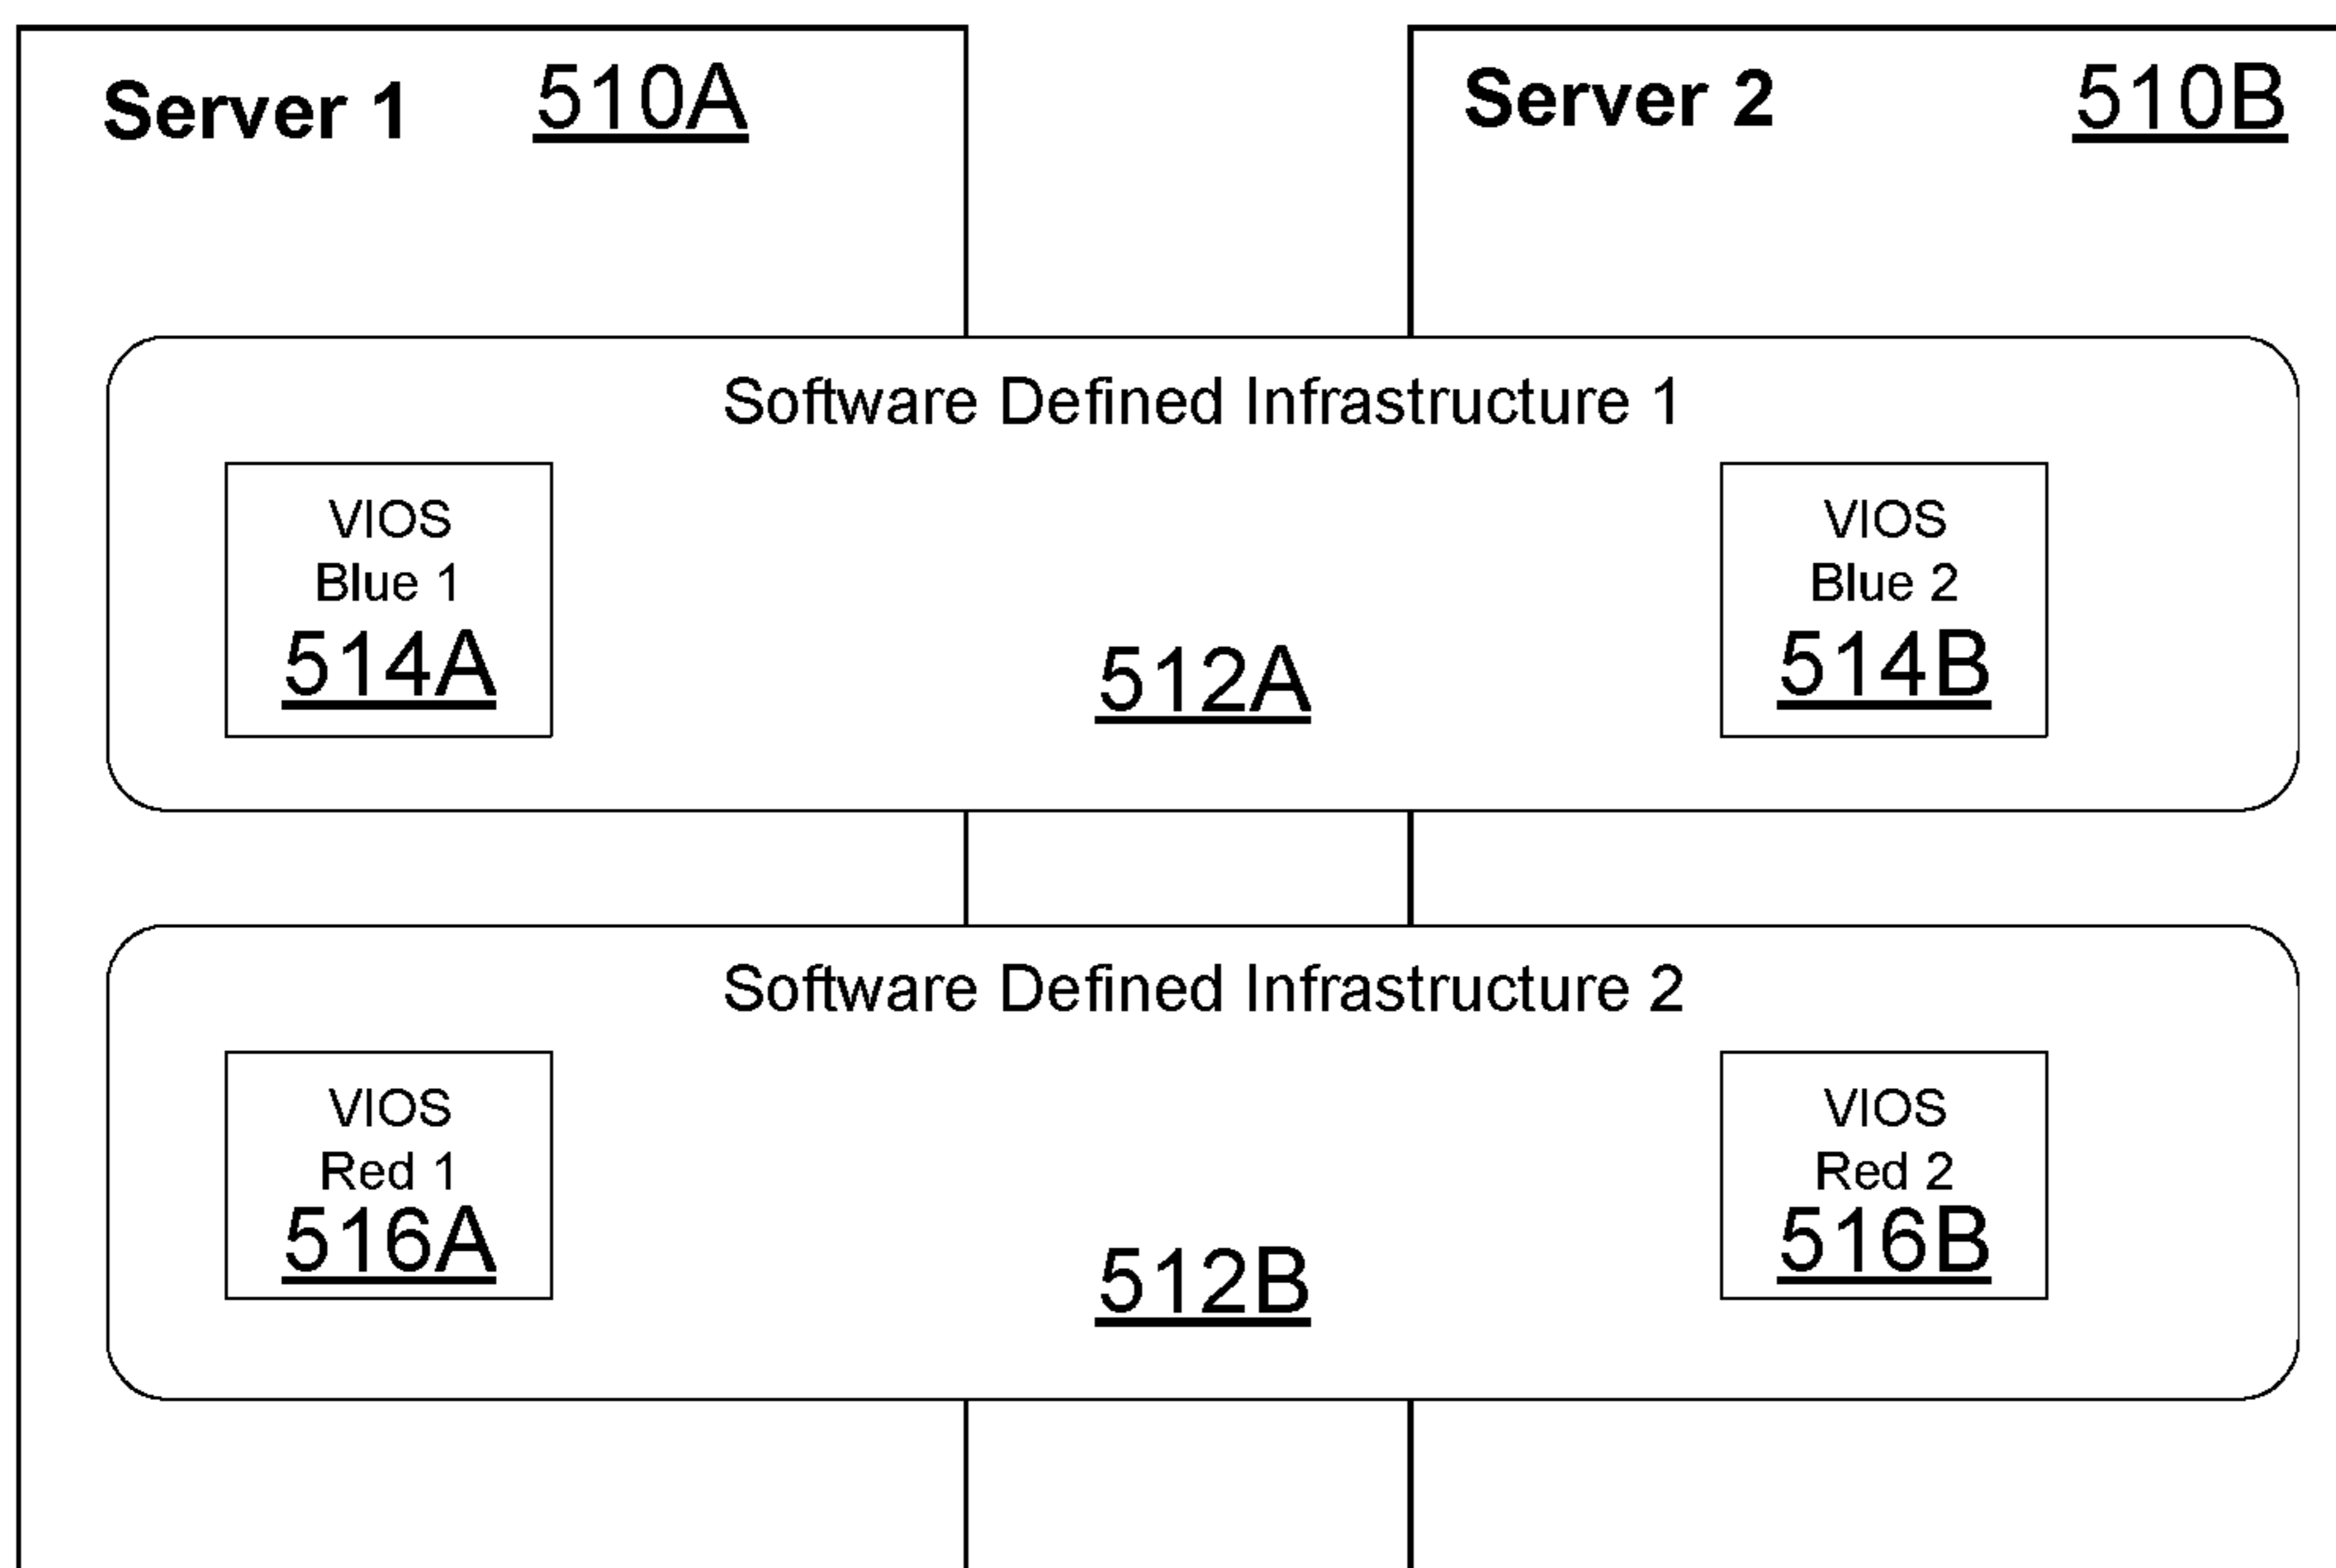 Server 1 510A
Server 2 510B
Software Defined Infrastructure 1
VIOS
Blue 1
514A
512A
VIOS
Blue 2
514B
Software Defined Infrastructure 2
VIOS
Red 1
516A
512B
VIOS
Red 2
516B